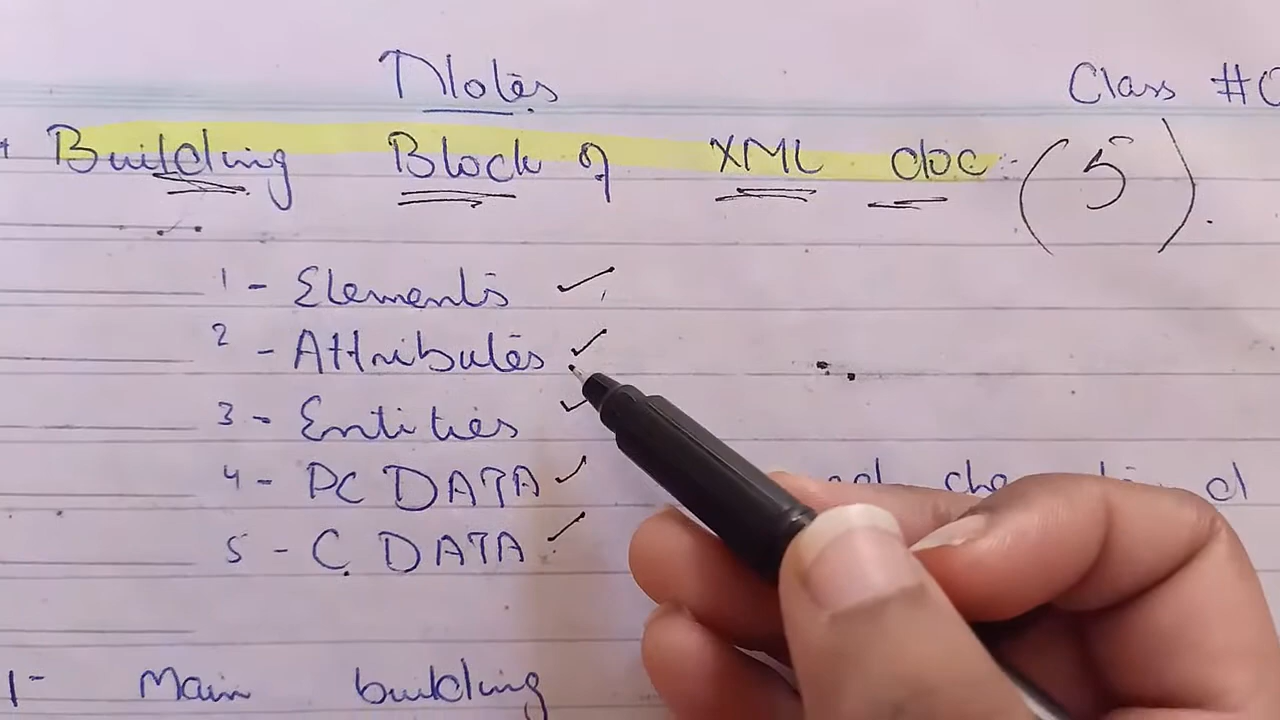 Notes
Class #
Building Block of XML doc :- (5).
1 - Elements ✓
2 - Attributes ✓
3 - Entities ✓
4 - PC DATA ✓
5 - C DATA ✓
1- Main building